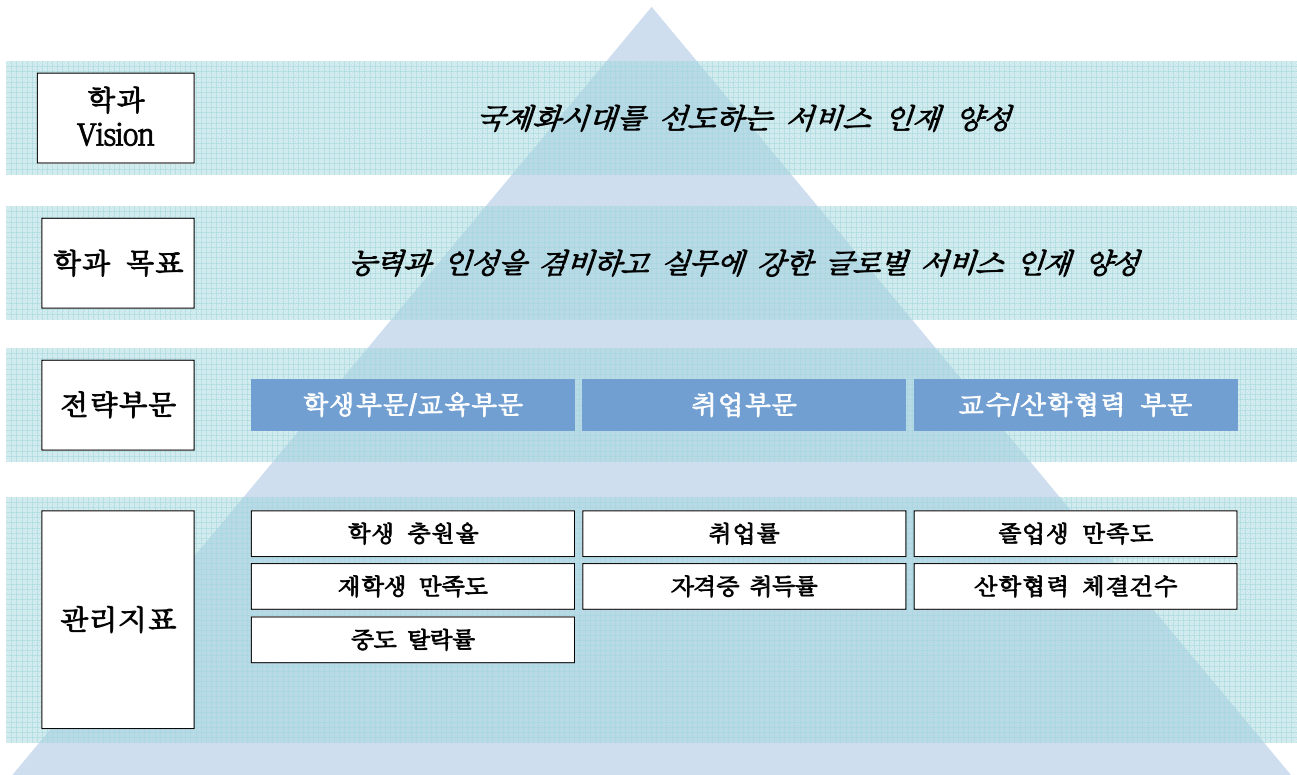 학과
Vision
국제화시대를 선도하는 서비스 인재 양성
학과 목표
능력과 인성을 겸비하고 실무에 강한 글로벌 서비스 인재 양성
전략부문
학생부문/교육부문
취업부문
교수/산학협력 부문
관리지표
학생 충원율
취업률
졸업생 만족도
재학생 만족도
자격증 취득률
산학협력 체결건수
중도 탈락률